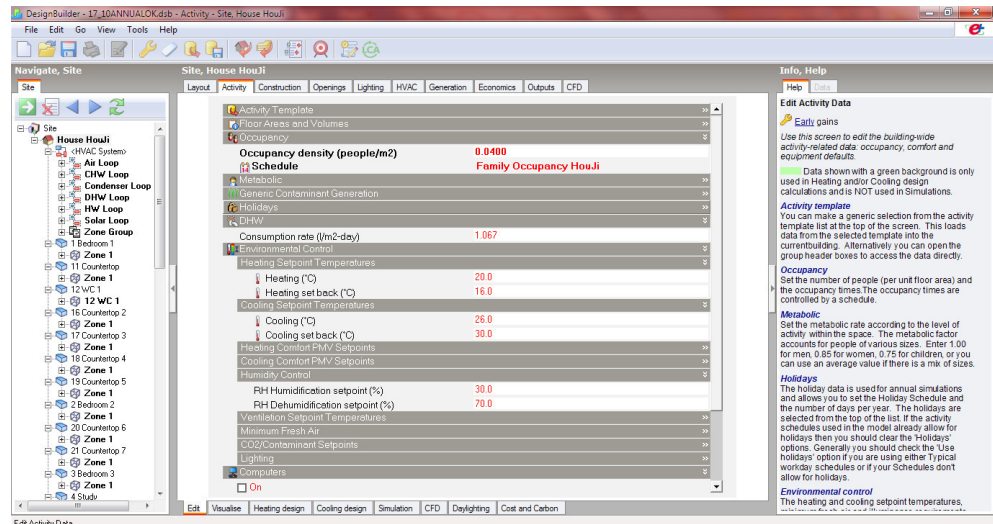 DesignBuilder - 17_10ANNUALOK.dsb - Activity - Site, House HouJi
File Edit Go View Tools Help
Navigate, Site
Site
Site
House HouJi
<HVAC System>
Air Loop
CHW Loop
Condenser Loop
DHW Loop
HW Loop
Solar Loop
Zone Group
1 Bedroom 1
Zone 1
11 Countertop
Zone 1
12 WC 1
12 WC 1
16 Countertop 2
Zone 1
17 Countertop 3
Zone 1
18 Countertop 4
Zone 1
19 Countertop 5
Zone 1
2 Bedroom 2
Zone 1
20 Countertop 6
Zone 1
21 Countertop 7
Zone 1
3 Bedroom 3
Zone 1
4 Study
Site, House HouJi
Layout Activity Construction Openings Lighting HVAC Generation Economics Outputs CFD
Activity Template
Floor Areas and Volumes
Occupancy
Occupancy density (people/m2) 0.0400
Schedule Family Occupancy HouJi
Metabolic
Generic Contaminant Generation
Holidays
DHW
Consumption rate (l/m2-day) 1.067
Environmental Control
Heating Setpoint Temperatures
Heating (°C) 20.0
Heating set back (°C) 16.0
Cooling Setpoint Temperatures
Cooling (°C) 26.0
Cooling set back (°C) 30.0
Heating Comfort PMV Setpoints
Cooling Comfort PMV Setpoints
Humidity Control
RH Humidification setpoint (%) 30.0
RH Dehumidification setpoint (%) 70.0
Ventilation Setpoint Temperatures
Minimum Fresh Air
CO2/Contaminant Setpoints
Lighting
Computers
On
Edit Visualise Heating design Cooling design Simulation CFD Daylighting Cost and Carbon
Info, Help
Help Data
Edit Activity Data
Early gains
Use this screen to edit the building-wide
activity-related data: occupancy, comfort and
equipment defaults.
Data shown with a green background is only
used in Heating and/or Cooling design
calculations and is NOT used in Simulations.
Activity template
You can make a generic selection from the activity
template list at the top of the screen. This loads
data from the selected template into the
currentbuilding. Alternatively you can open the
group header boxes to access the data directly.
Occupancy
Set the number of people (per unit floor area) and
the occupancy times.The occupancy times are
controlled by a schedule.
Metabolic
Set the metabolic rate according to the level of
activity within the space. The metabolic factor
accounts for people of various sizes. Enter 1.00
for men, 0.85 for women, 0.75 for children, or you
can use an average value if there is a mix of sizes.
Holidays
The holiday data is used for annual simulations
and allows you to set the Holiday Schedule and
the number of days per year. The holidays are
selected from the top of the list. If the activity
schedules used in the model already allow for
holidays then you should clear the 'Holidays'
options. Generally you should check the 'Use
holidays' option if you are using either Typical
workday schedules or if your Schedules don't
allow for holidays.
Environmental control
The heating and cooling setpoint temperatures,
Edit Activity Data